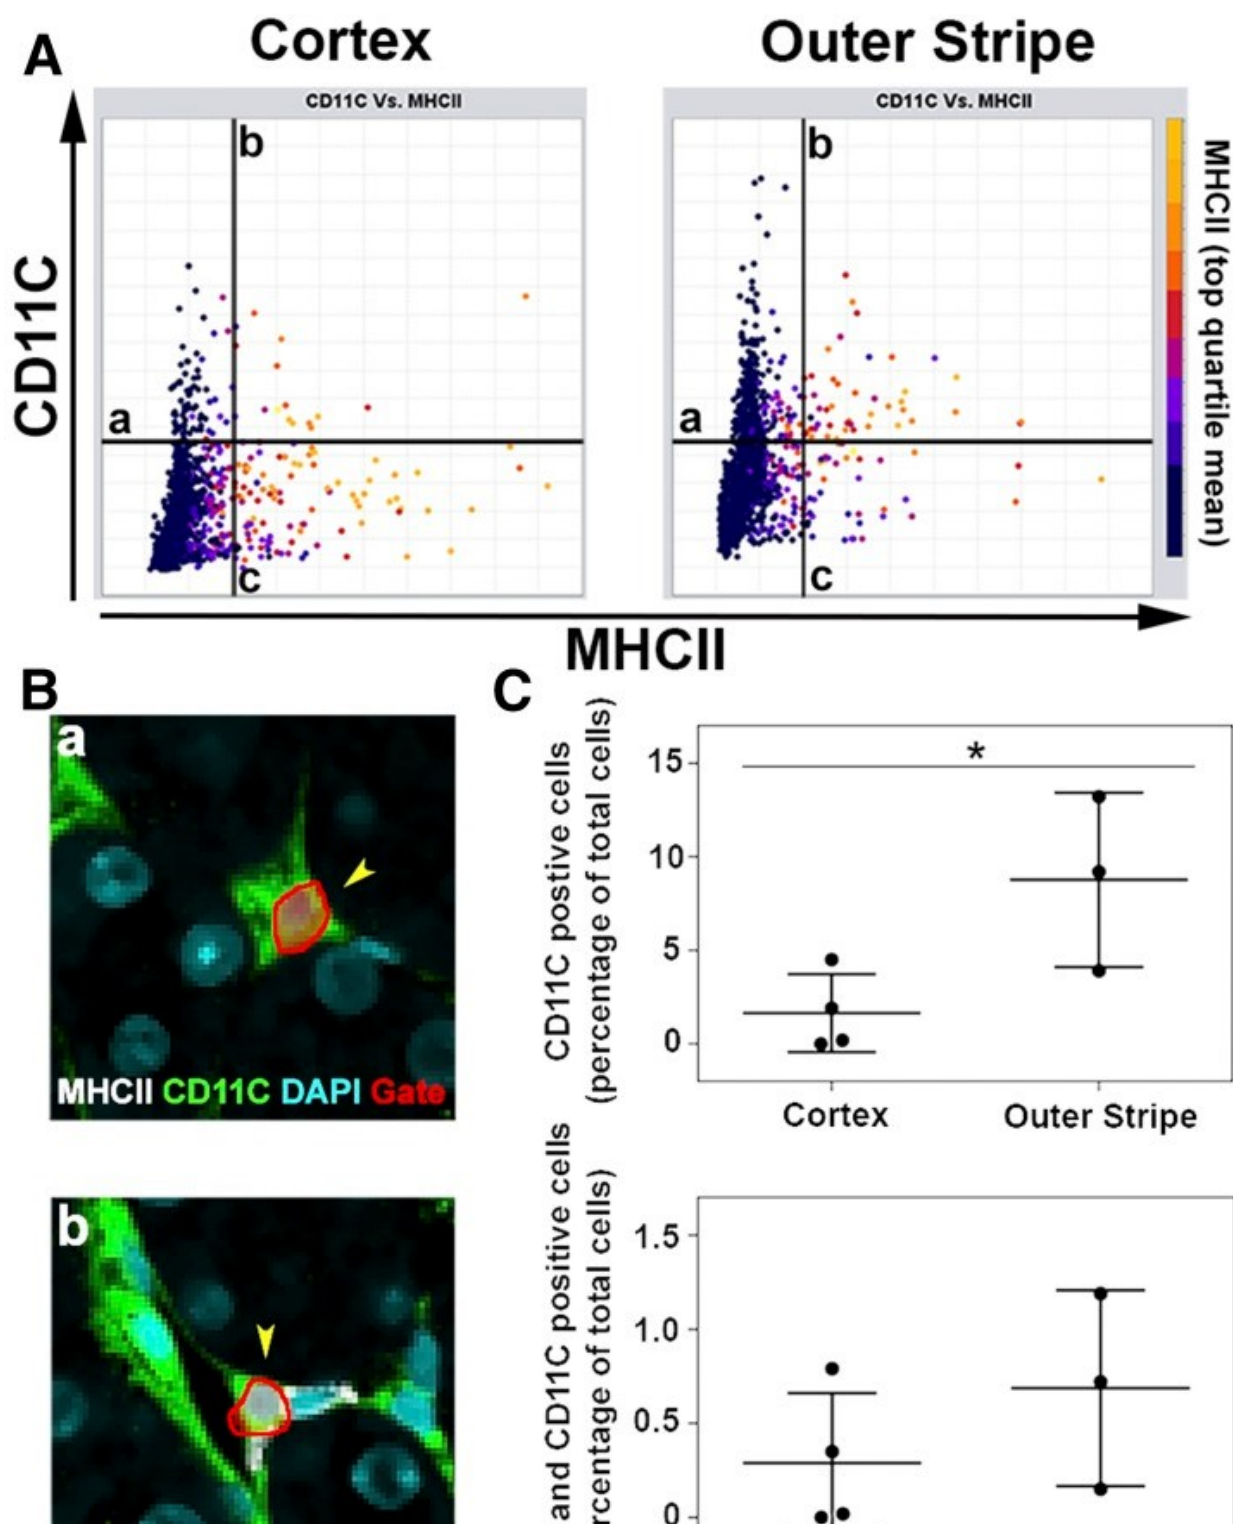 A
Cortex
Outer Stripe
CD11C Vs. MHCII
CD11C Vs. MHCII
b
b
a
a
c
c
CD11C
MHCII (top quartile mean)
MHCII
B
a
MHCII CD11C DAPI Gate
b
C
CD11C postive cells
(percentage of total cells)
*
15
10
5
0
Cortex
Outer Stripe
and CD11C positive cells
rcentage of total cells)
1.5
1.0
0.5
0